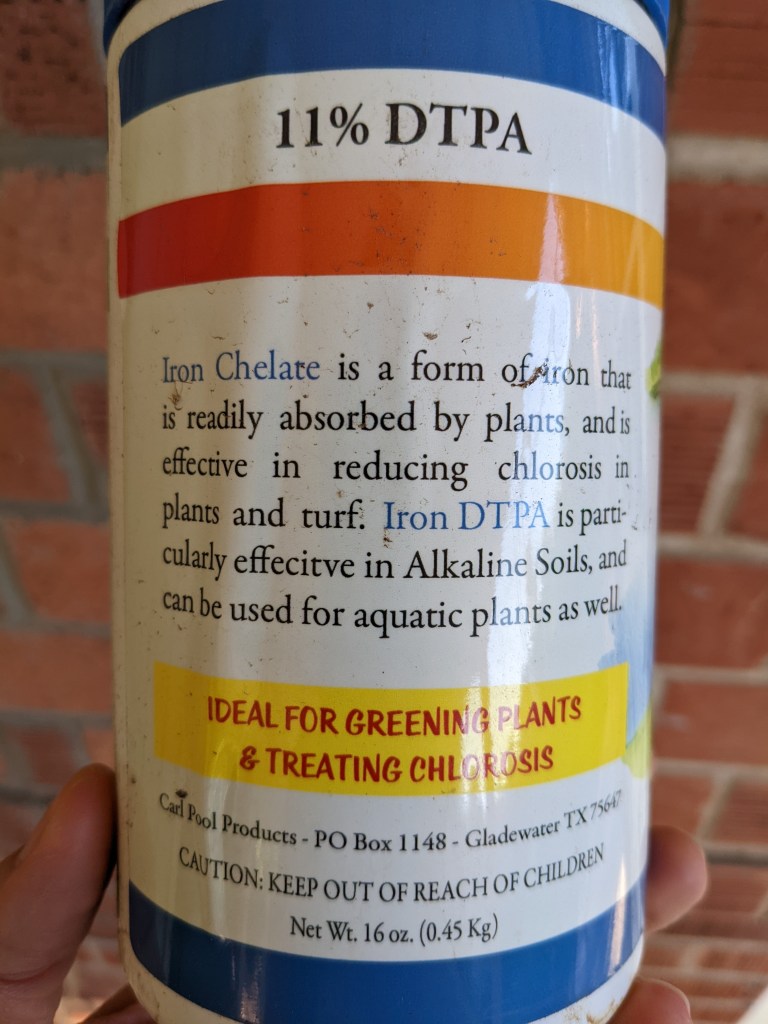 11% DTPA
Iron Chelate is a form of iron that
is readily absorbed by plants, and is
effective in reducing chlorosis in
plants and turf. Iron DTPA is parti-
cularly effecitve in Alkaline Soils, and
can be used for aquatic plants as well.
IDEAL FOR GREENING PLANTS
& TREATING CHLOROSIS
Carl Pool Products - PO Box 1148 - Gladewater TX 75647
CAUTION: KEEP OUT OF REACH OF CHILDREN
Net Wt. 16 oz. (0.45 Kg)